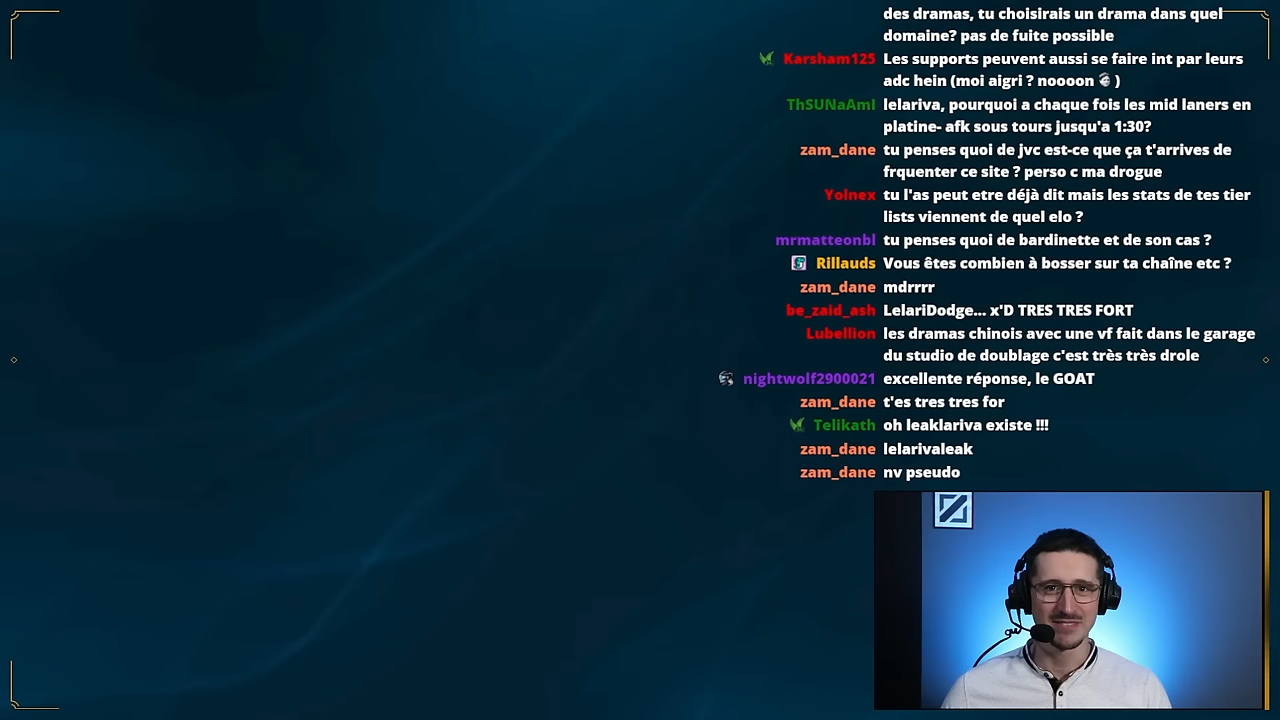 des dramas, tu choisirais un drama dans quel
domaine? pas de fuite possible
Karsham125 Les supports peuvent aussi se faire int par leurs
adc hein (moi aigri ? noooon )
ThSUNaAmI lelariva, pourquoi a chaque fois les mid laners en
platine- afk sous tours jusqu'a 1:30?
zam_dane tu penses quoi de jvc est-ce que ça t'arrives de
frquenter ce site ? perso c ma drogue
Yolnex tu l'as peut etre déjà dit mais les stats de tes tier
lists viennent de quel elo ?
mrmatteonbl tu penses quoi de bardinette et de son cas ?
Rillauds Vous êtes combien à bosser sur ta chaîne etc ?
zam_dane mdrrrr
be_zaid_ash LelariDodge... x'D TRES TRES FORT
Lubellion les dramas chinois avec une vf fait dans le garage
du studio de doublage c'est très très drole
nightwolf2900021 excellente réponse, le GOAT
zam_dane t'es tres tres for
Telikath oh leaklariva existe !!!
zam_dane lelarivaleak
zam_dane nv pseudo